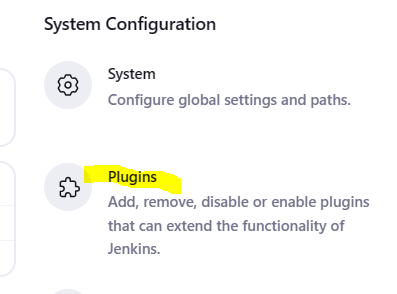 System Configuration
System
Configure global settings and paths.
Plugins
Add, remove, disable or enable plugins
that can extend the functionality of
Jenkins.